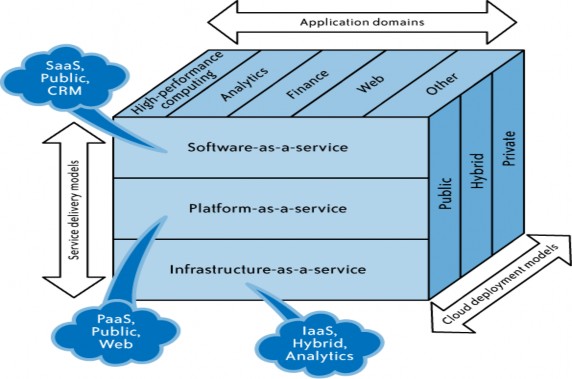 Application domains
SaaS,
Public,
CRM
High-performance
computing
Analytics
Finance
Web
Other
Service delivery models
Software-as-a-service
Platform-as-a-service
Infrastructure-as-a-service
Public
Hybrid
Private
Cloud deployment models
PaaS,
Public,
Web
IaaS,
Hybrid,
Analytics